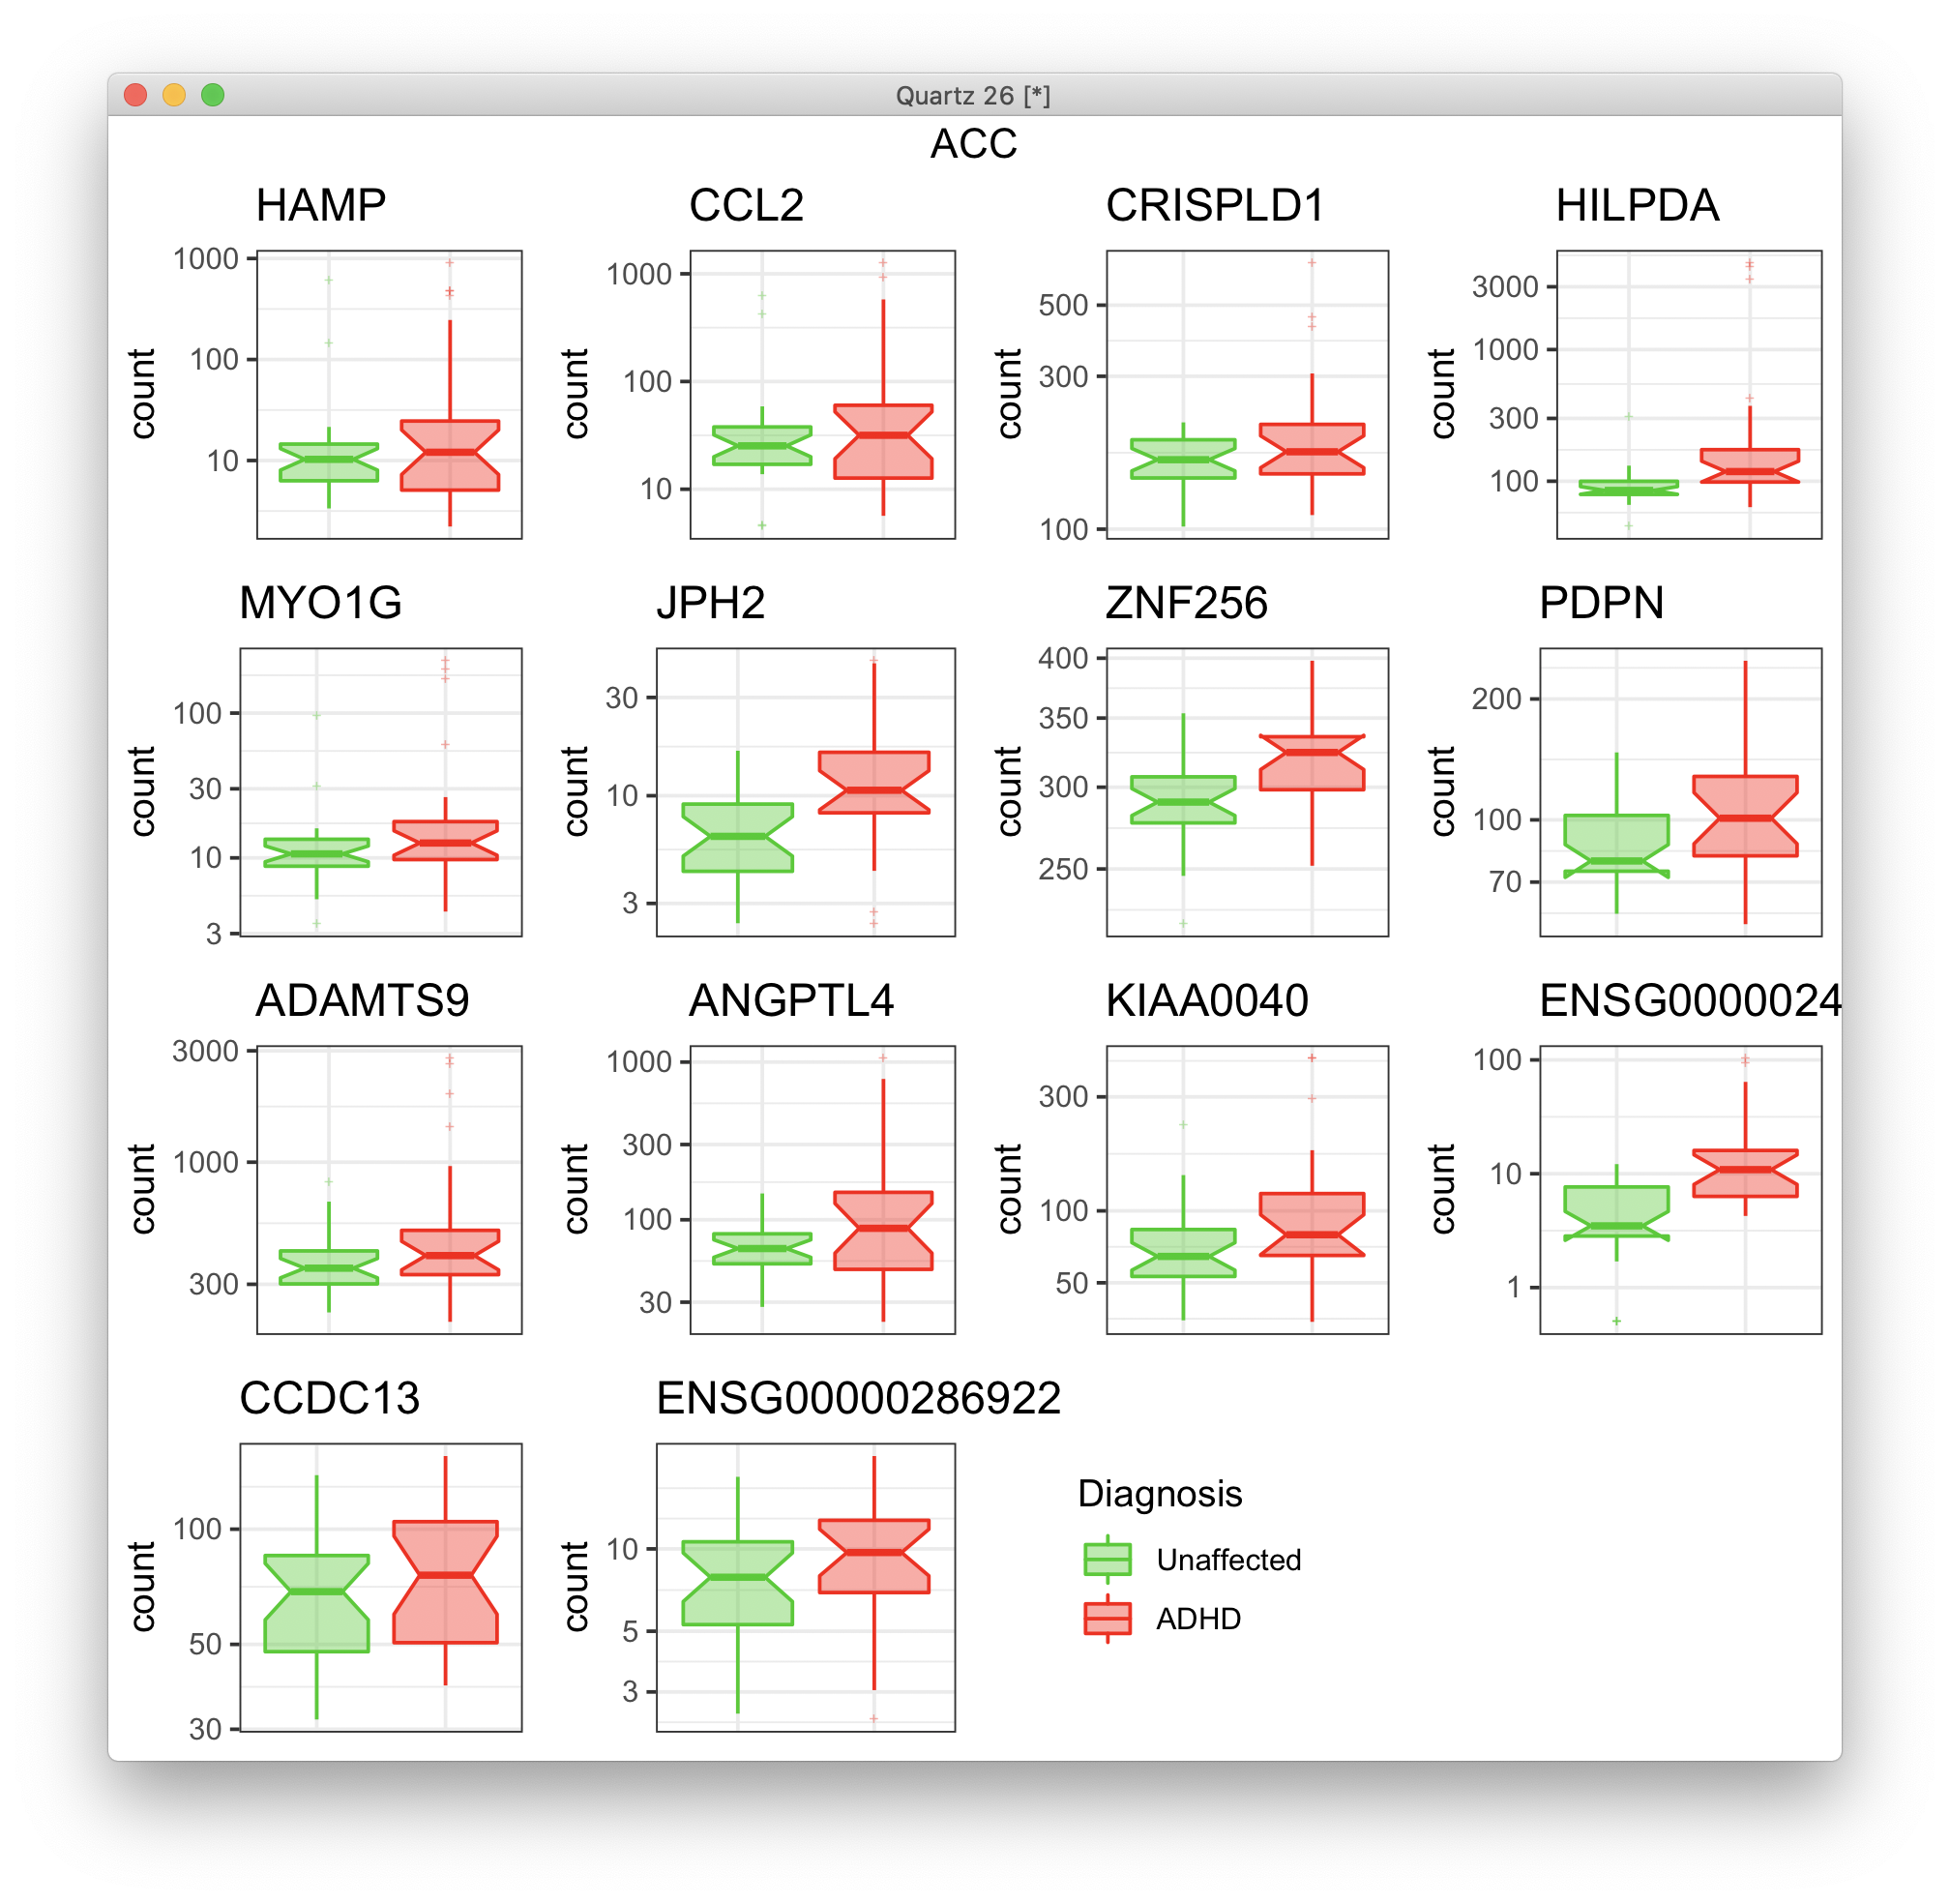 Quartz 26 [*]
ACC
HAMP
CCL2
CRISPLD1
HILPDA
count
1000
100
10
count
1000
100
10
count
500
300
100
count
3000
1000
300
100
MYO1G
JPH2
ZNF256
PDPN
count
100
30
10
3
count
30
10
3
count
400
350
300
250
count
200
100
70
ADAMTS9
ANGPTL4
KIAA0040
ENSG0000024
count
3000
1000
300
count
1000
300
100
30
count
300
100
50
count
100
10
1
CCDC13
ENSG00000286922
count
100
50
30
count
10
5
3
Diagnosis
Unaffected
ADHD